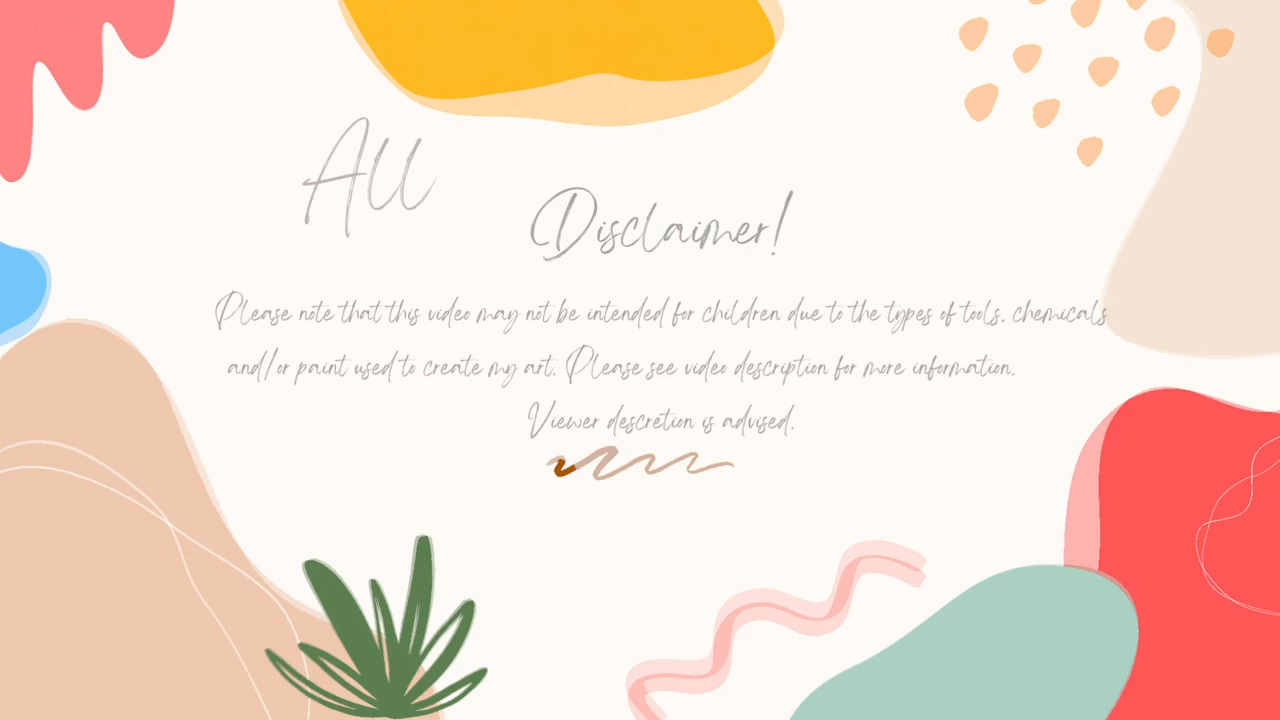 All
Disclaimer!
Please note that this video may not be intended for children due to the types of tools. chemicals
and/or paint used to create my art. Please see video description for more information.
Viewer descretion is advised.